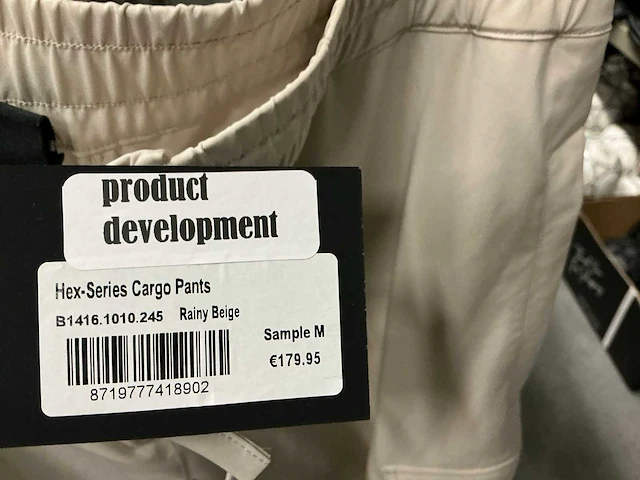 product
development
Hex-Series Cargo Pants
B1416.1010.245 Rainy Beige
Sample M
€179.95
8719777418902